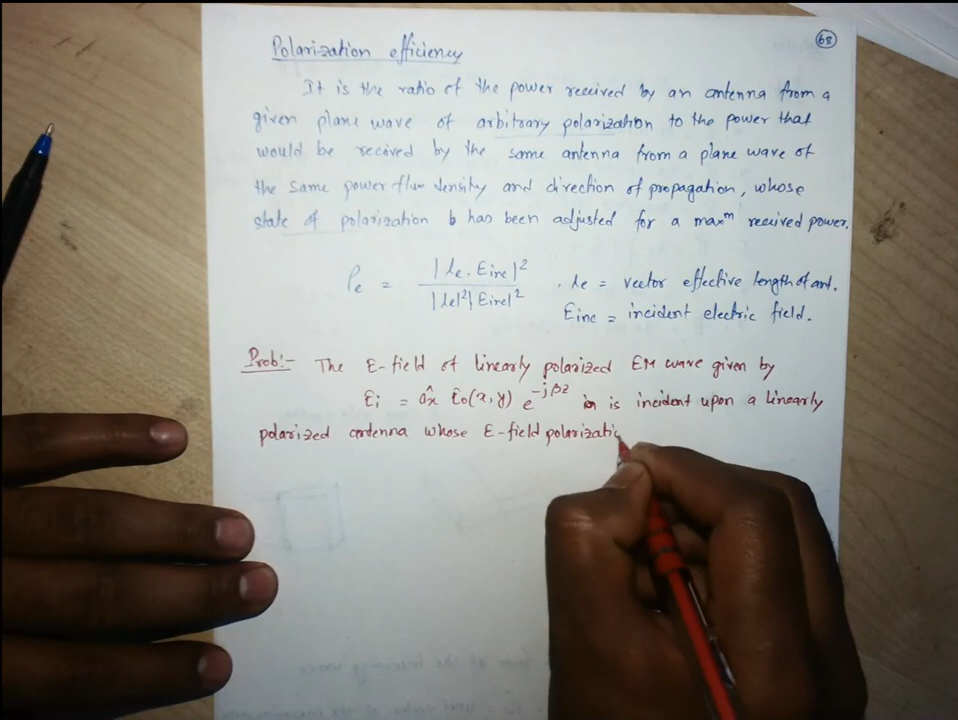 68
Polarization efficiency
It is the ratio of the power received by an antenna from a
given plane wave of arbitrary polarization to the power that
would be recived by the same antenna from a plane wave of
the same power flux density and direction of propagation, whose
state of polarization b has been adjusted for a maxᵐ received power.
Pe = |le . Einc|² / |le|² |Einc|² . le = vector effective length of ant.
Einc = incident electric field.
Prob:- The E-field of linearly polarized EM wave given by
Ei = âx E0(x, y) e^-jβz is incident upon a linearly
polarized antenna whose E-field polarizati